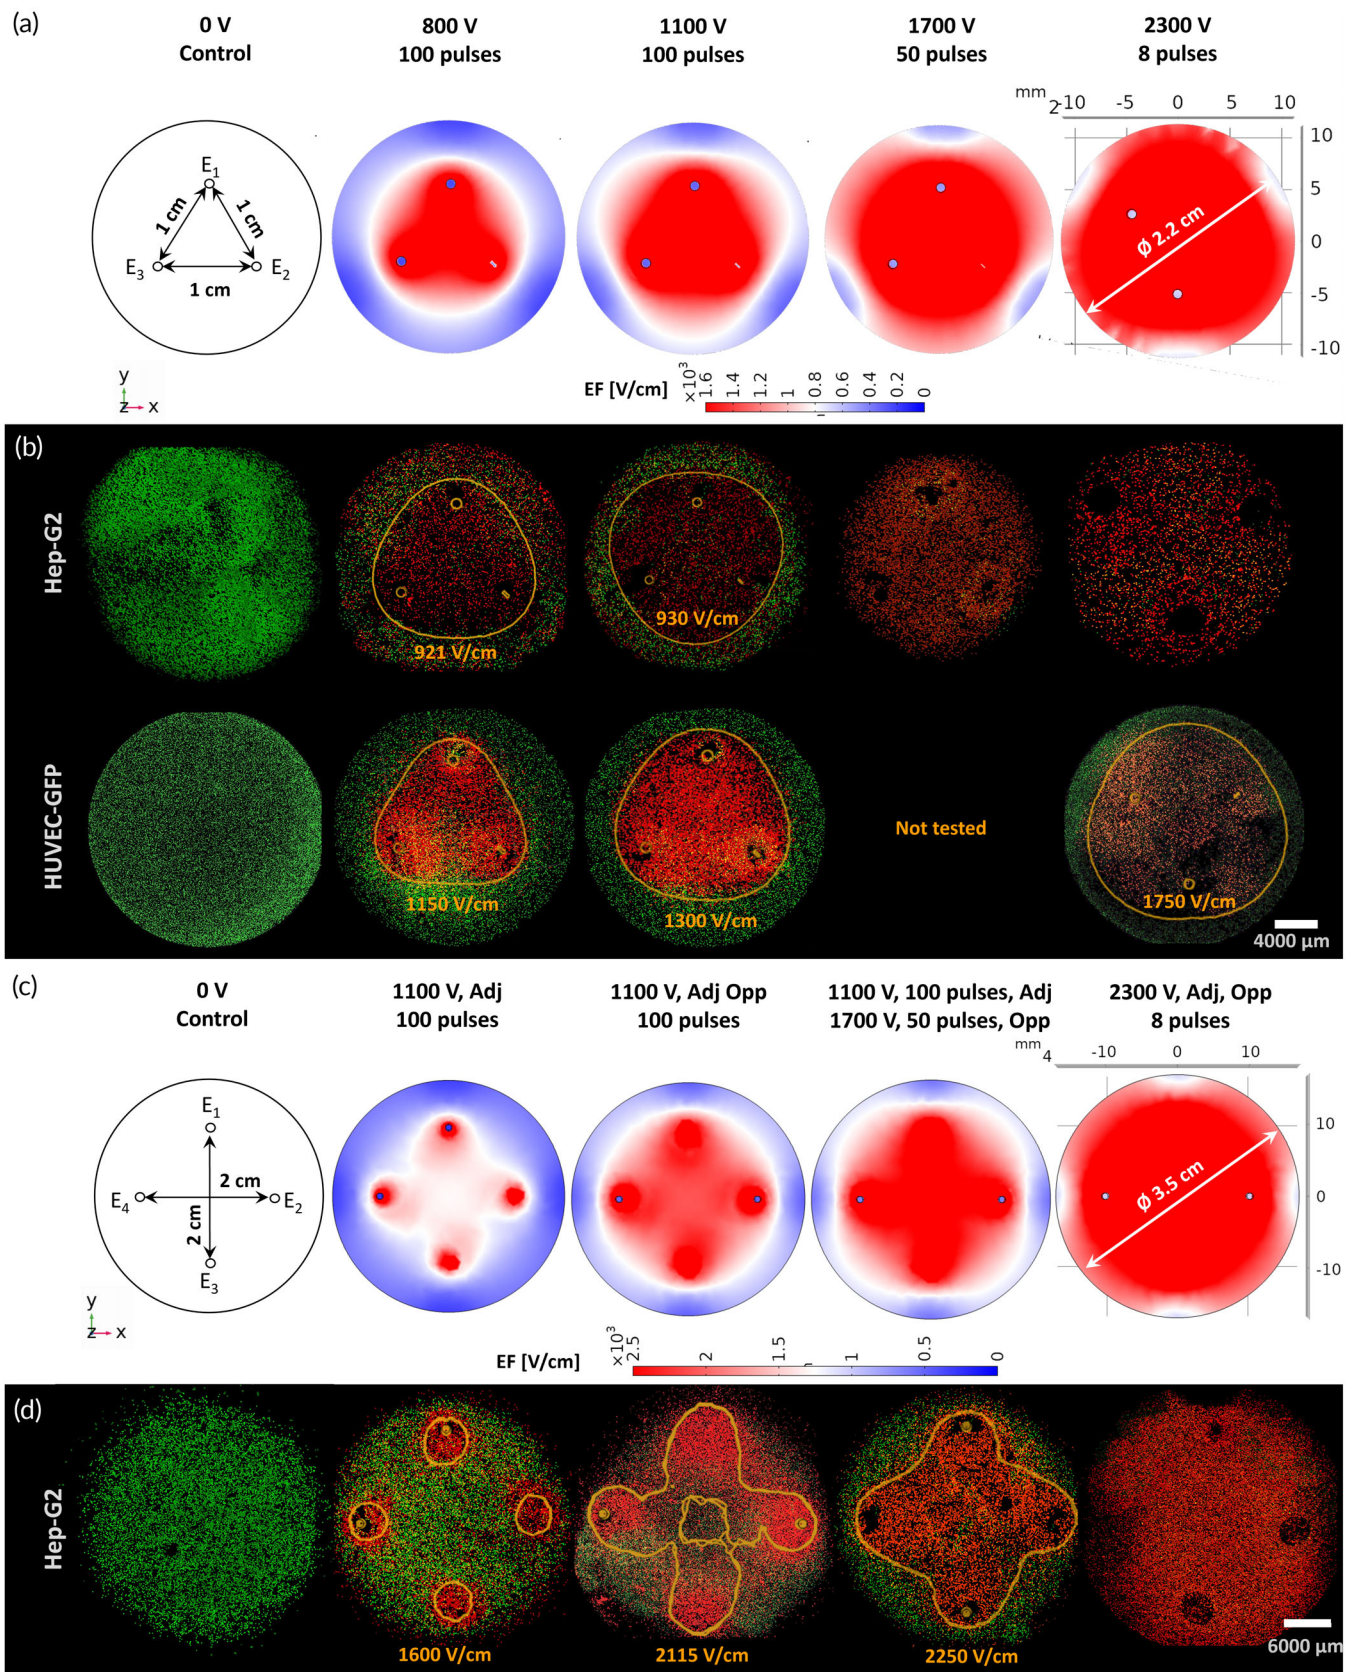 (a)
0 V
Control
800 V
100 pulses
1100 V
100 pulses
1700 V
50 pulses
2300 V
8 pulses
mm
2
-10 -5 0 5 10
10
5
0
-5
-10
E1
1 cm
1 cm
E3
E2
1 cm
Ø 2.2 cm
y
z x
EF [V/cm]
×10³
1.6
1.4
1.2
1
0.8
0.6
0.4
0.2
0
(b)
Hep-G2
921 V/cm
930 V/cm
HUVEC-GFP
1150 V/cm
1300 V/cm
Not tested
1750 V/cm
4000 µm
(c)
0 V
Control
1100 V, Adj
100 pulses
1100 V, Adj Opp
100 pulses
1100 V, 100 pulses, Adj
1700 V, 50 pulses, Opp
2300 V, Adj, Opp
8 pulses
mm
4
-10 0 10
10
0
-10
E1
2 cm
E4
E2
2 cm
E3
Ø 3.5 cm
y
z x
EF [V/cm]
×10³
2.5
2
1.5
1
0.5
0
(d)
Hep-G2
1600 V/cm
2115 V/cm
2250 V/cm
6000 µm